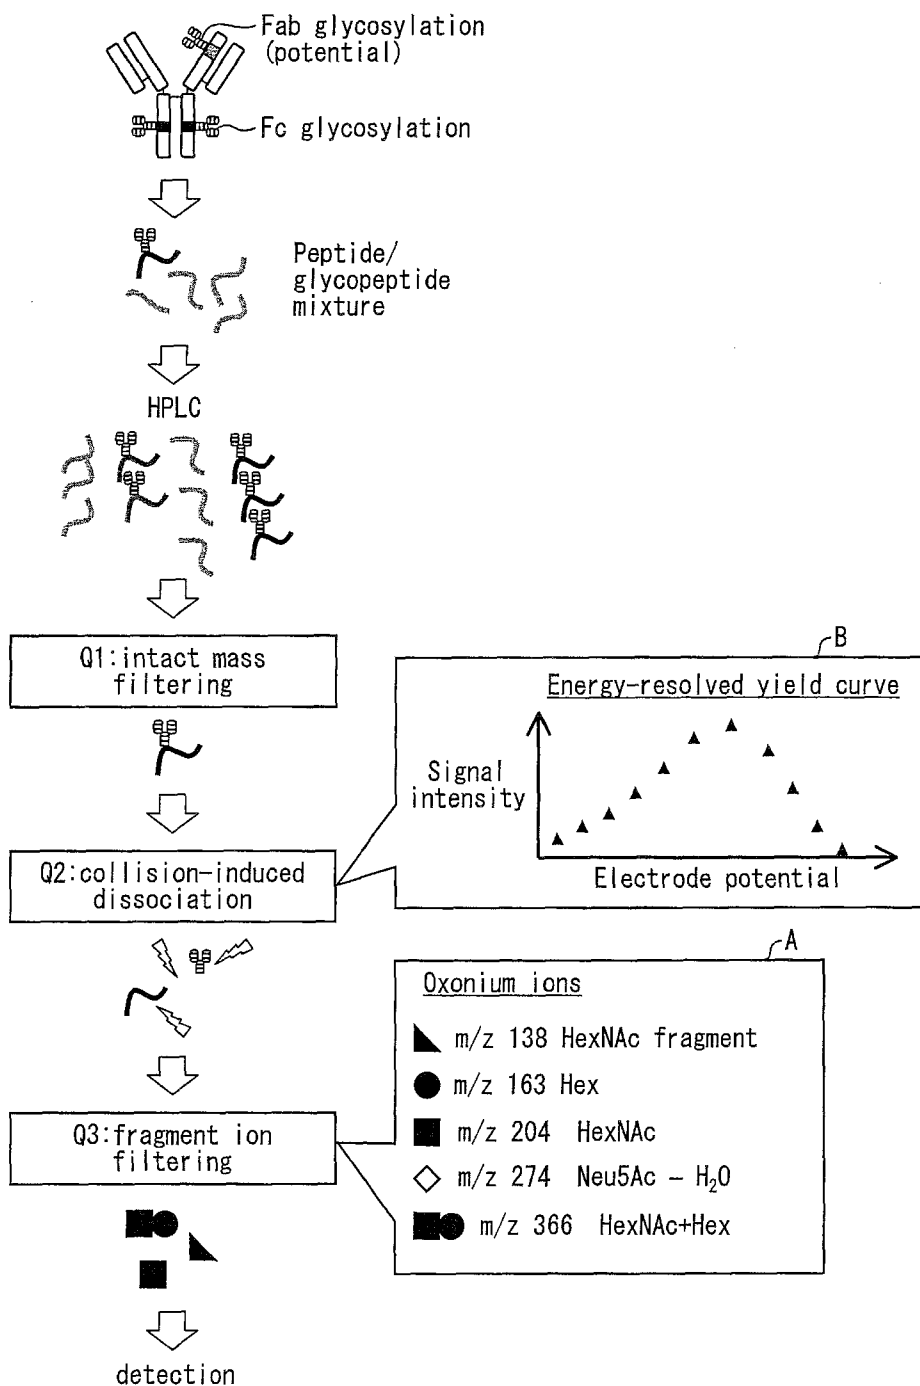 Fab glycosylation
(potential)
Fc glycosylation
Peptide/
glycopeptide
mixture
HPLC
Q1:intact mass
filtering
B
Energy-resolved yield curve
Signal
intensity
Electrode potential
Q2:collision-induced
dissociation
A
Oxonium ions
m/z 138 HexNAc fragment
m/z 163 Hex
m/z 204 HexNAc
m/z 274 Neu5Ac – H₂O
m/z 366 HexNAc+Hex
Q3:fragment ion
filtering
detection